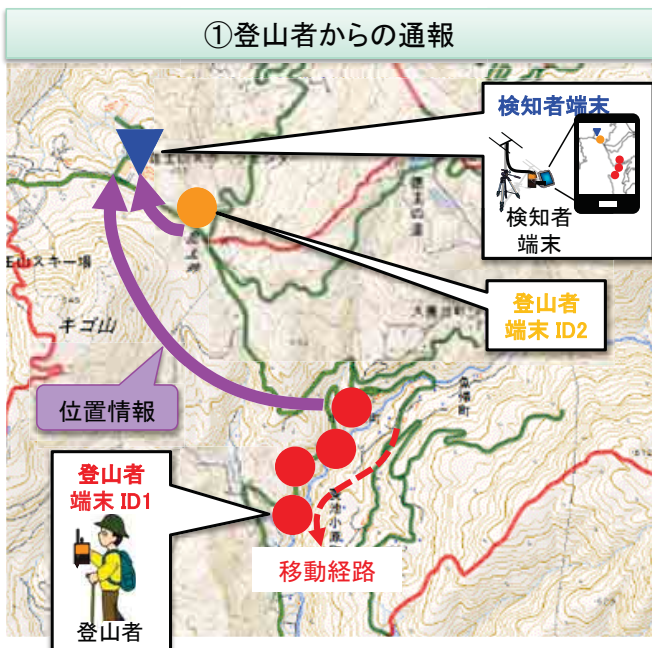 ①登山者からの通報
検知者端末
検知者
端末
登山者
端末 ID2
キゴ山
位置情報
登山者
端末 ID1
登山者
移動経路